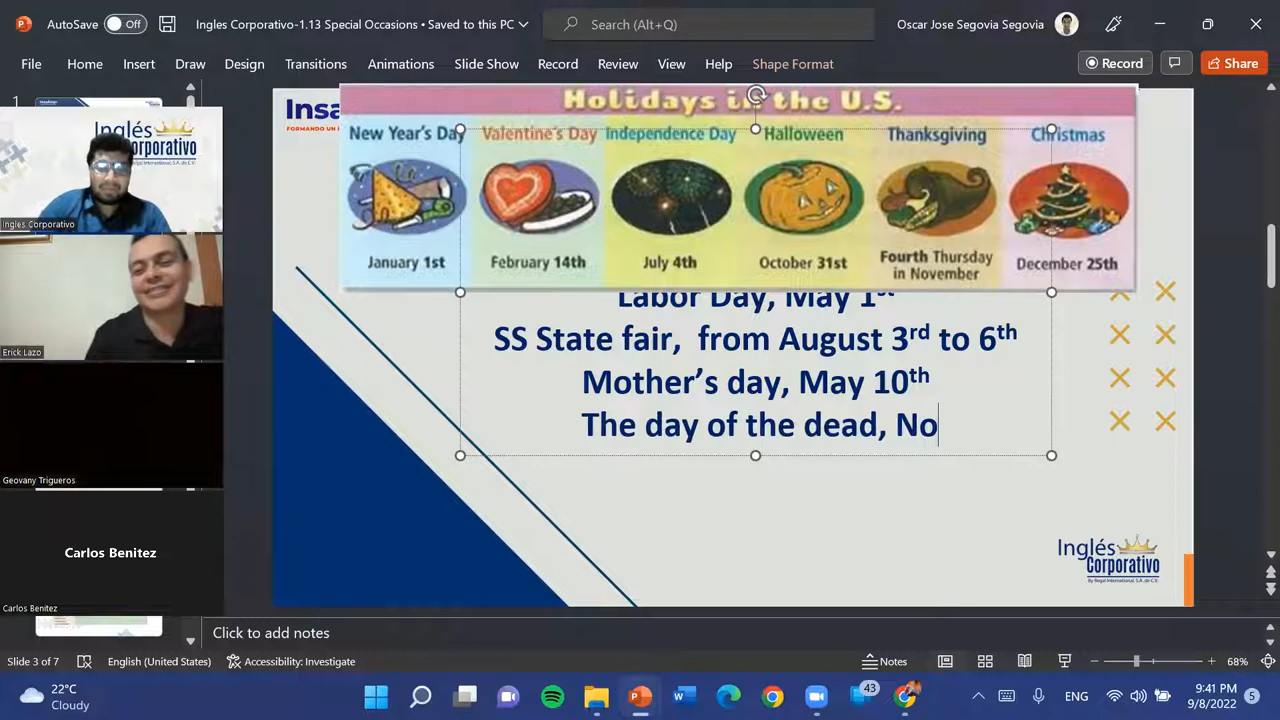 AutoSave Off
Ingles Corporativo-1.13 Special Occasions • Saved to this PC
Search (Alt+Q)
Oscar Jose Segovia Segovia
File Home Insert Draw Design Transitions Animations Slide Show Record Review View Help Shape Format
Record
Share
1
Inglés Corporativo
Ingles Corporativo
Erick Lazo
Geovany Trigueros
Carlos Benitez
Carlos Benitez
Insa
FORMANDO UN
Holidays in the U.S.
New Year's Day Valentine's Day Independence Day Halloween Thanksgiving Christmas
January 1st February 14th July 4th October 31st Fourth Thursday in November December 25th
Labor Day, May 1st
SS State fair, from August 3rd to 6th
Mother's day, May 10th
The day of the dead, No
Inglés
Corporativo
By Regal International, S.A. de C.V.
Click to add notes
Slide 3 of 7 English (United States) Accessibility: Investigate Notes 68%
22°C
Cloudy
43
ENG
9:41 PM
9/8/2022
5